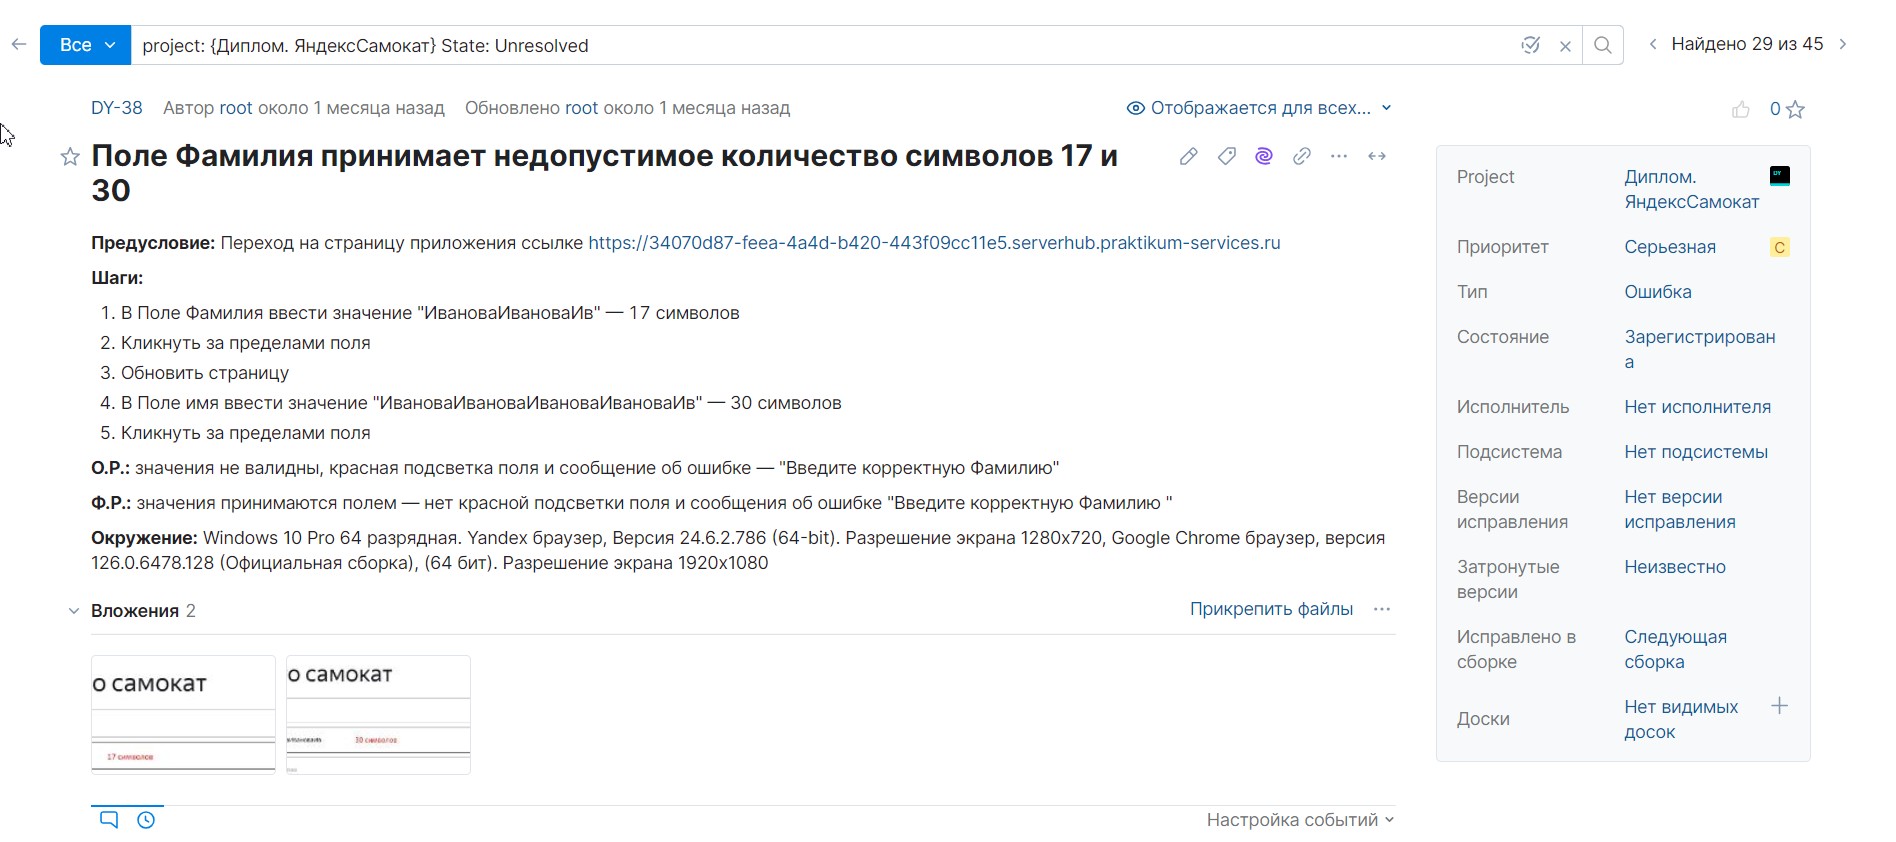 Все
project: {Диплом. ЯндексСамокат} State: Unresolved
Найдено 29 из 45
DY-38 Автор root около 1 месяца назад Обновлено root около 1 месяца назад
Отображается для всех...
0
Поле Фамилия принимает недопустимое количество символов 17 и
30
Предусловие: Переход на страницу приложения ссылке https://34070d87-feea-4a4d-b420-443f09cc11e5.serverhub.praktikum-services.ru
Шаги:
1. В Поле Фамилия ввести значение "ИвановаИвановаИв" — 17 символов
2. Кликнуть за пределами поля
3. Обновить страницу
4. В Поле имя ввести значение "ИвановаИвановаИвановаИвановаИв" — 30 символов
5. Кликнуть за пределами поля
О.Р.: значения не валидны, красная подсветка поля и сообщение об ошибке — "Введите корректную Фамилию"
Ф.Р.: значения принимаются полем — нет красной подсветки поля и сообщения об ошибке "Введите корректную Фамилию "
Окружение: Windows 10 Pro 64 разрядная. Yandex браузер, Версия 24.6.2.786 (64-bit). Разрешение экрана 1280x720, Google Chrome браузер, версия
126.0.6478.128 (Официальная сборка), (64 бит). Разрешение экрана 1920x1080
Вложения 2
Прикрепить файлы
о самокат
17 символов
о самокат
30 символов
Настройка событий
Project
Диплом.
ЯндексСамокат
DY
Приоритет
Серьезная
С
Тип
Ошибка
Состояние
Зарегистрирован
а
Исполнитель
Нет исполнителя
Подсистема
Нет подсистемы
Версии
исправления
Нет версии
исправления
Затронутые
версии
Неизвестно
Исправлено в
сборке
Следующая
сборка
Доски
Нет видимых
досок